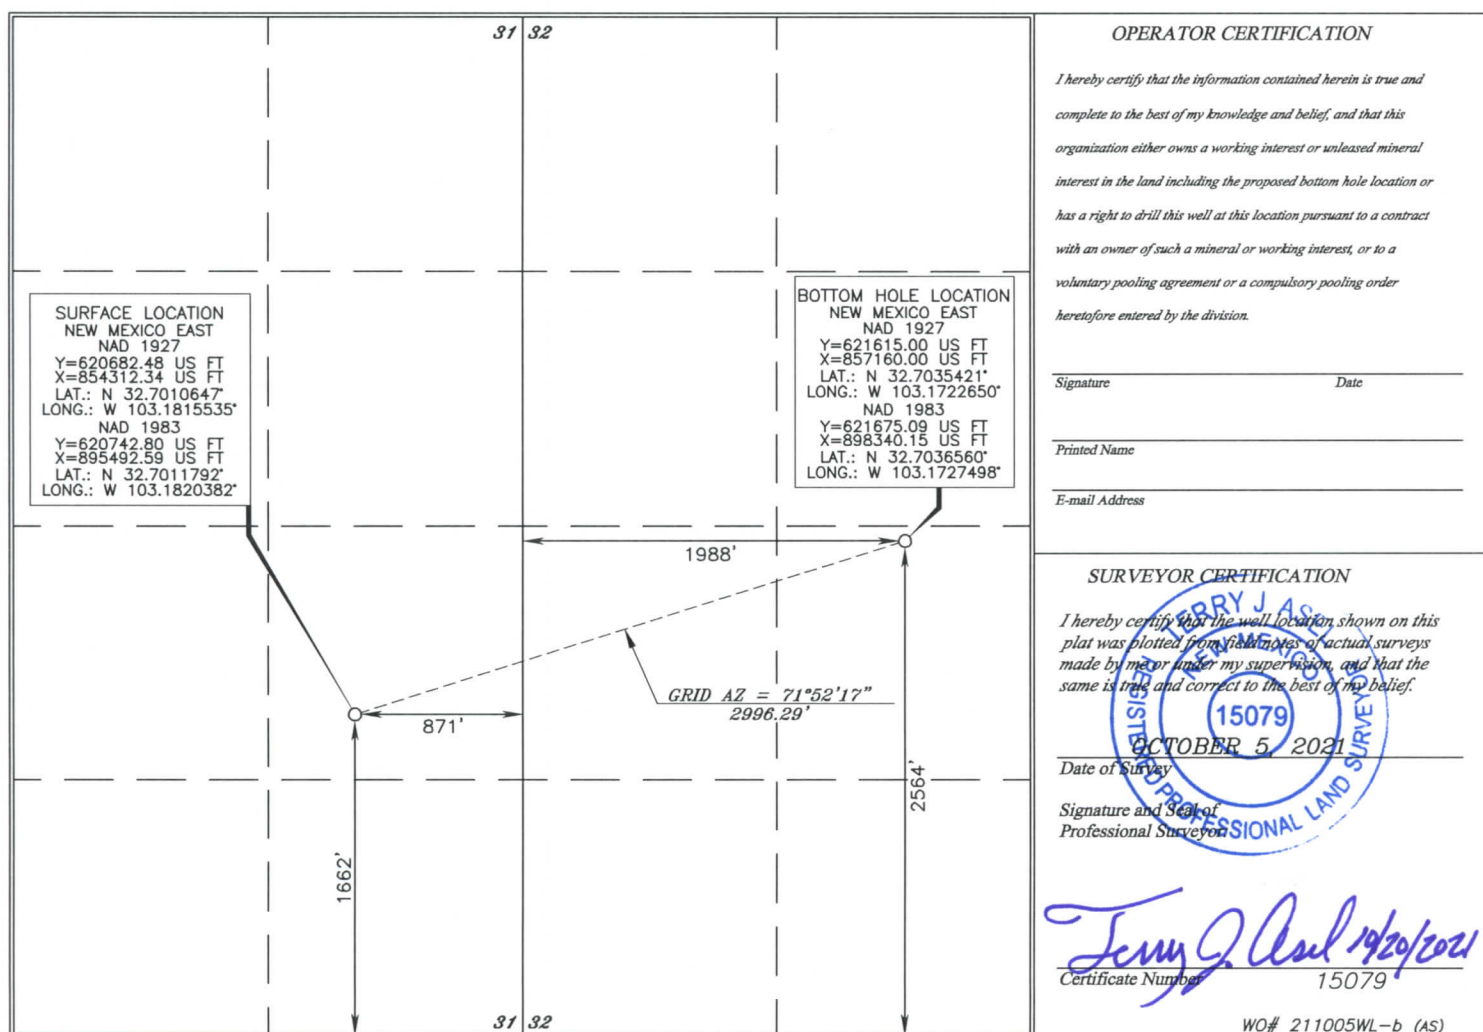 31 32
SURFACE LOCATION
NEW MEXICO EAST
NAD 1927
Y=620682.48 US FT
X=854312.34 US FT
LAT.: N 32.7010647°
LONG.: W 103.1815535°
NAD 1983
Y=620742.80 US FT
X=895492.59 US FT
LAT.: N 32.7011792°
LONG.: W 103.1820382°
BOTTOM HOLE LOCATION
NEW MEXICO EAST
NAD 1927
Y=621615.00 US FT
X=857160.00 US FT
LAT.: N 32.7035421°
LONG.: W 103.1722650°
NAD 1983
Y=621675.09 US FT
X=898340.15 US FT
LAT.: N 32.7036560°
LONG.: W 103.1727498°
1988'
GRID AZ = 71°52'17"
2996.29'
871'
2564'
1662'
31 32
OPERATOR CERTIFICATION
I hereby certify that the information contained herein is true and
complete to the best of my knowledge and belief, and that this
organization either owns a working interest or unleased mineral
interest in the land including the proposed bottom hole location or
has a right to drill this well at this location pursuant to a contract
with an owner of such a mineral or working interest, or to a
voluntary pooling agreement or a compulsory pooling order
heretofore entered by the division.
Signature Date
Printed Name
E-mail Address
SURVEYOR CERTIFICATION
I hereby certify that the well location shown on this
plat was plotted from field notes of actual surveys
made by me or under my supervision, and that the
same is true and correct to the best of my belief.
TERRY J ASEL
NEW MEXICO
15079
REGISTERED PROFESSIONAL LAND SURVEYOR
OCTOBER 5, 2021
Date of Survey
Signature and Seal of
Professional Surveyor:
Terry J. Asel 10/20/2021
Certificate Number 15079
WO# 211005WL-b (AS)